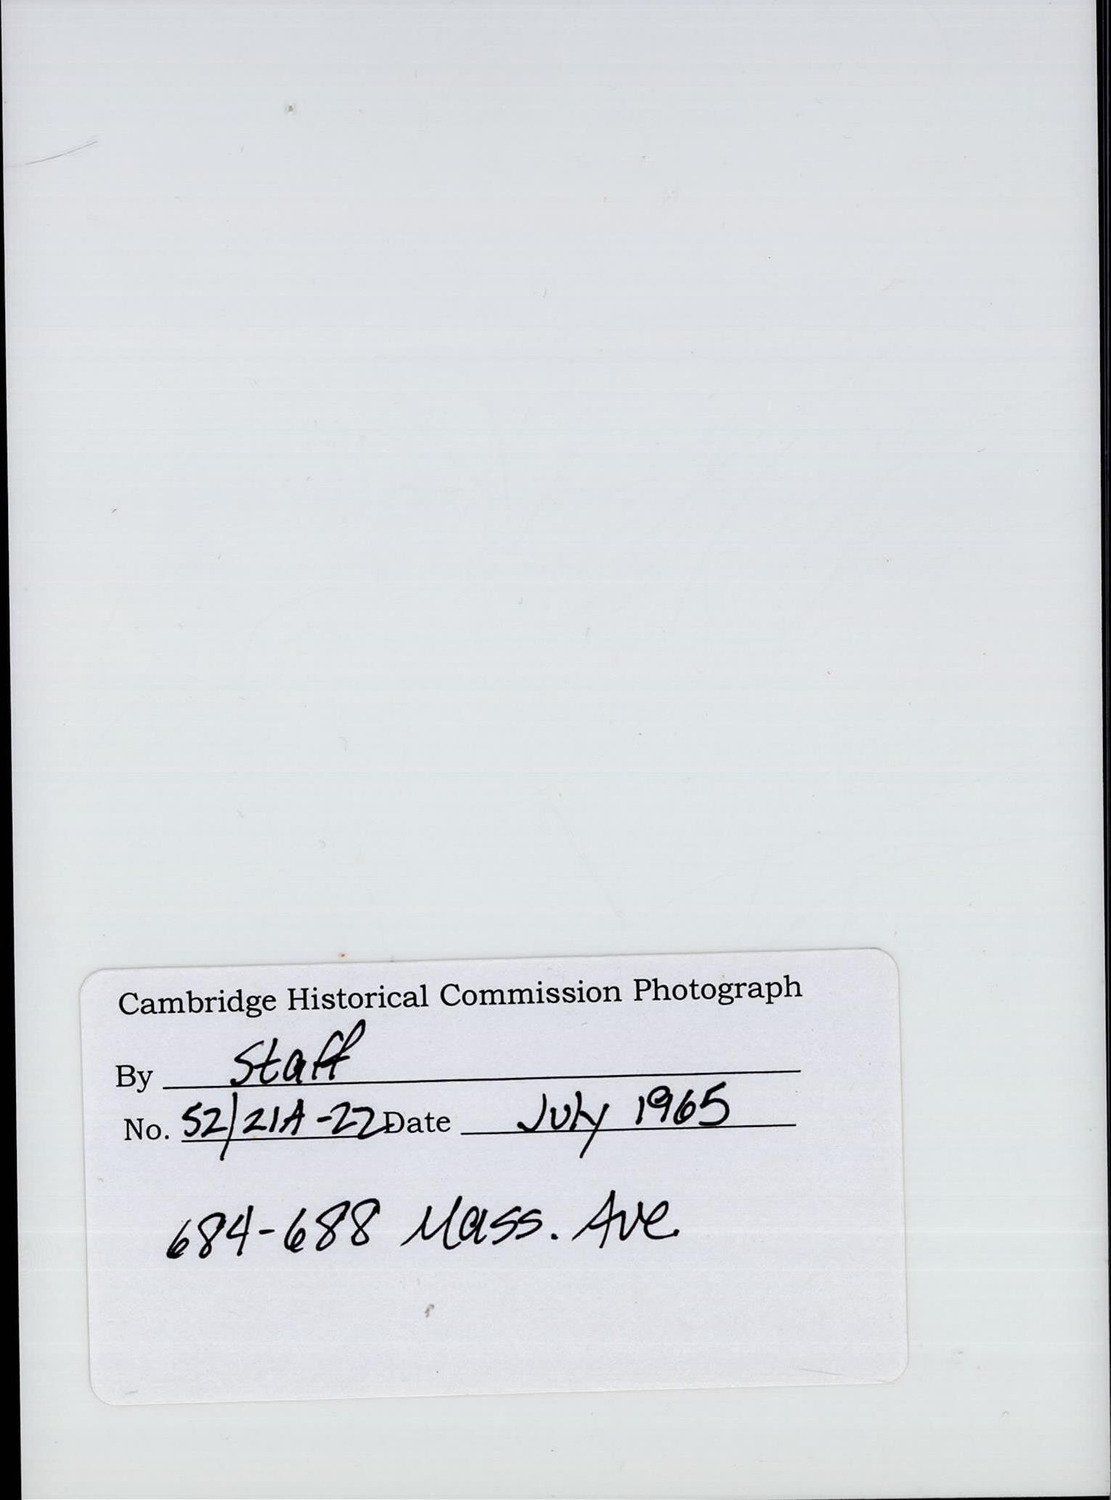 Cambridge Historical Commission Photograph
By Staff
No. 52/21A-22 Date July 1965
684-688 Mass. Ave.